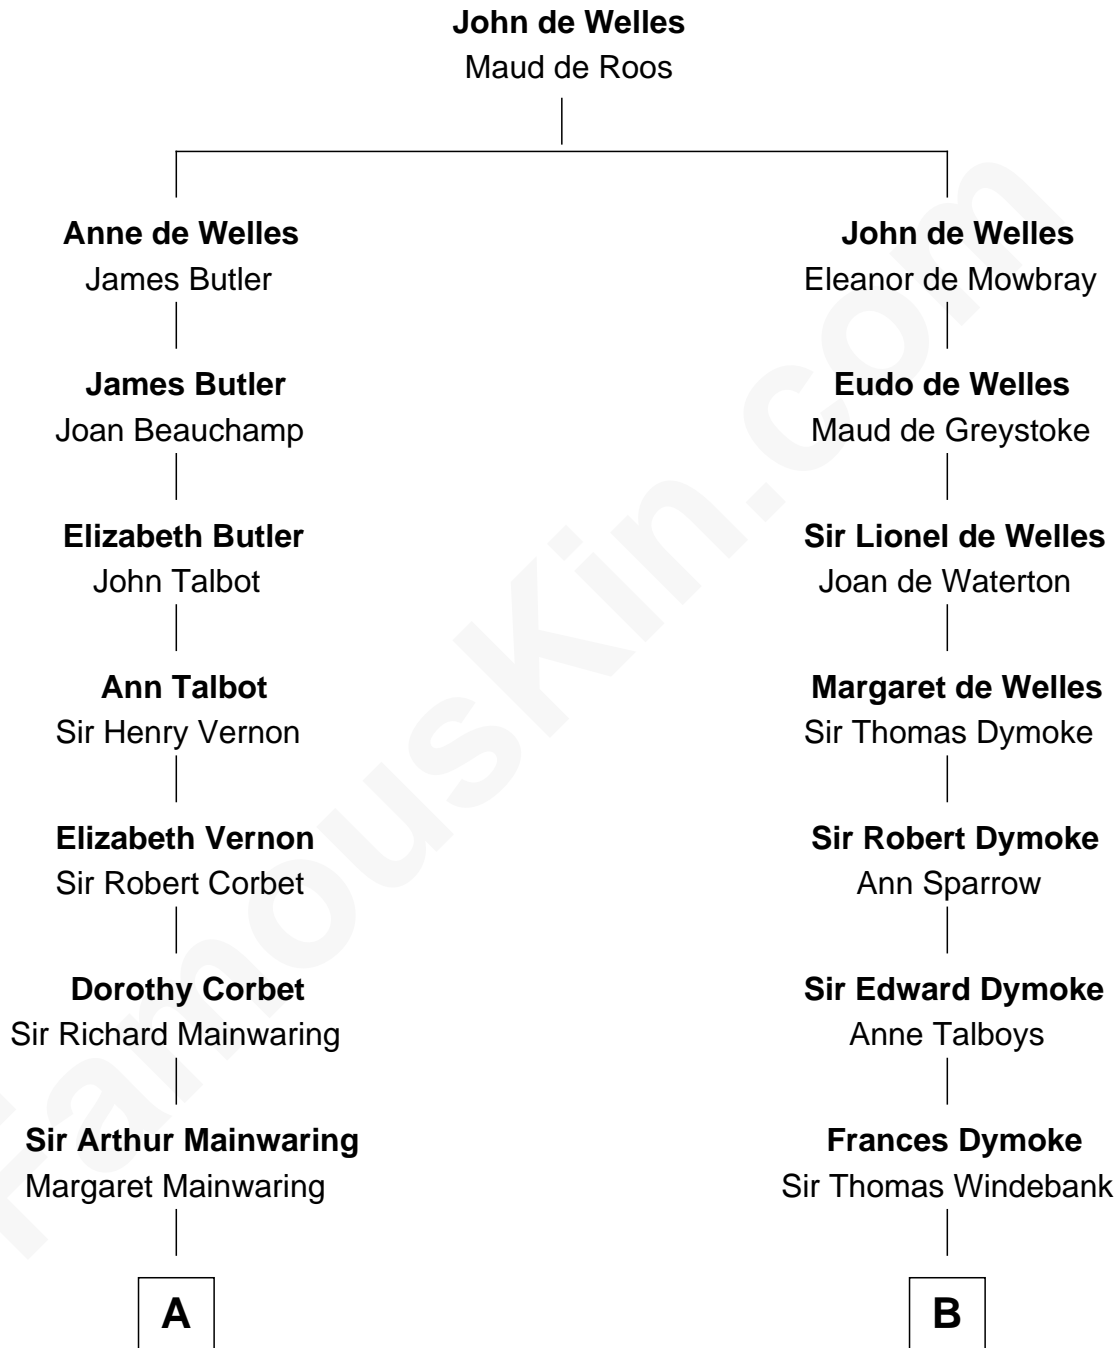 John de Welles
Maud de Roos
Anne de Welles
James Butler
John de Welles
Eleanor de Mowbray
James Butler
Joan Beauchamp
Eudo de Welles
Maud de Greystoke
Elizabeth Butler
John Talbot
Sir Lionel de Welles
Joan de Waterton
Ann Talbot
Sir Henry Vernon
Margaret de Welles
Sir Thomas Dymoke
Elizabeth Vernon
Sir Robert Corbet
Sir Robert Dymoke
Ann Sparrow
Dorothy Corbet
Sir Richard Mainwaring
Sir Edward Dymoke
Anne Talboys
Sir Arthur Mainwaring
Margaret Mainwaring
Frances Dymoke
Sir Thomas Windebank
A
B
FamousKin.com